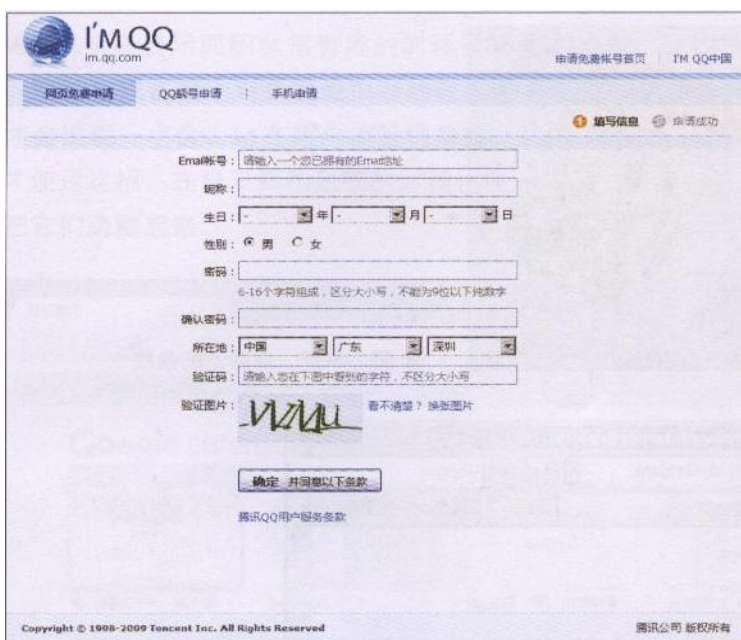 I'M QQ
im.qq.com
申请免费帐号首页 | I'M QQ中国
网页免费申请 QQ靓号申请 | 手机申请
1 填写信息 2 申请成功
Email帐号：请输入一个您已拥有的Email地址
昵称：
生日：- 年 - 月 - 日
性别：男 女
密码：
6-16个字符组成，区分大小写，不能为9位以下纯数字
确认密码：
所在地：中国 广东 深圳
验证码：请输入您在下图中看到的字符，不区分大小写
验证图片： 看不清楚？换张图片
确定 并同意以下条款
腾讯QQ用户服务条款
Copyright © 1998-2009 Tencent Inc. All Rights Reserved 腾讯公司 版权所有